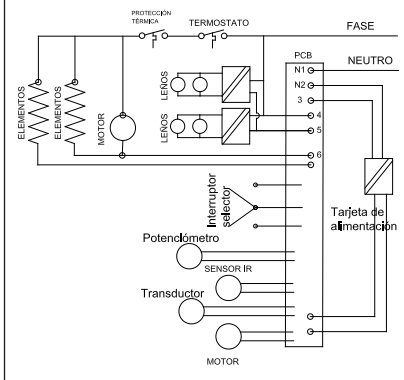 PROTECCIÓN
TÉRMICA
TERMOSTATO
FASE
PCB
NEUTRO
N1
N2
3
4
5
6
ELEMENTOS
ELEMENTOS
MOTOR
LEÑOS
LEÑOS
Interruptor
selector
Tarjeta de
alimentación
Potenclómetro
SENSOR IR
Transductor
MOTOR